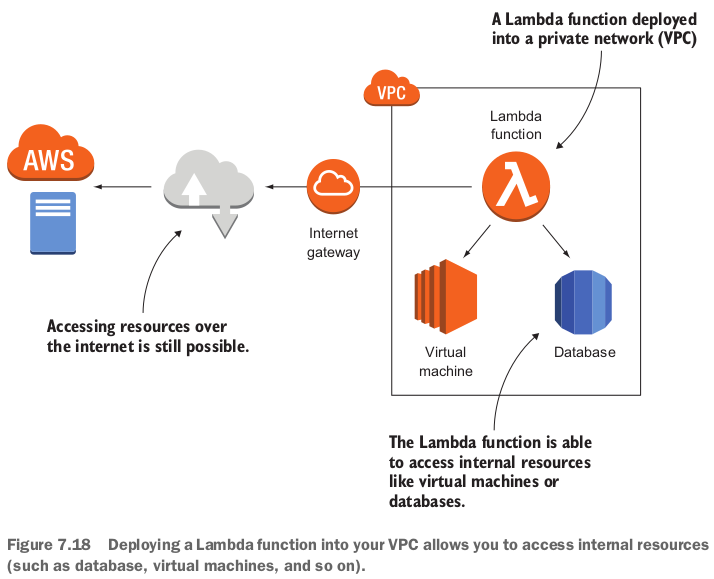 A Lambda function deployed
into a private network (VPC)
VPC
Lambda
function
AWS
Internet
gateway
Accessing resources over
the internet is still possible.
Virtual
machine
Database
The Lambda function is able
to access internal resources
like virtual machines or
databases.
Figure 7.18 Deploying a Lambda function into your VPC allows you to access internal resources
(such as database, virtual machines, and so on).